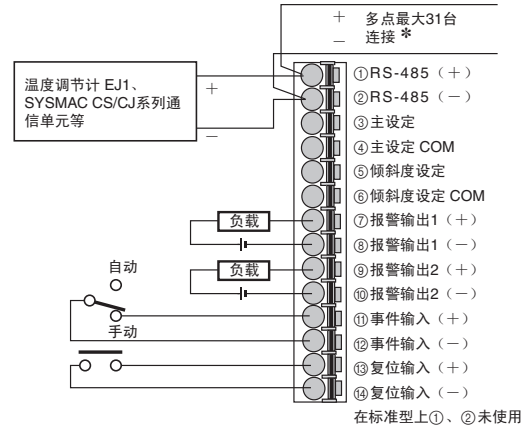 ＋ 多点最大31台
－ 连接 *
温度调节计 EJ1、
SYSMAC CS/CJ系列通
信单元等
＋
－
①RS-485（＋）
②RS-485（－）
③主设定
④主设定 COM
⑤倾斜度设定
⑥倾斜度设定 COM
负载
⑦报警输出1（＋）
⑧报警输出1（－）
负载
⑨报警输出2（＋）
⑩报警输出2（－）
自动
手动
⑪事件输入（＋）
⑫事件输入（－）
⑬复位输入（＋）
⑭复位输入（－）
在标准型上①、②未使用